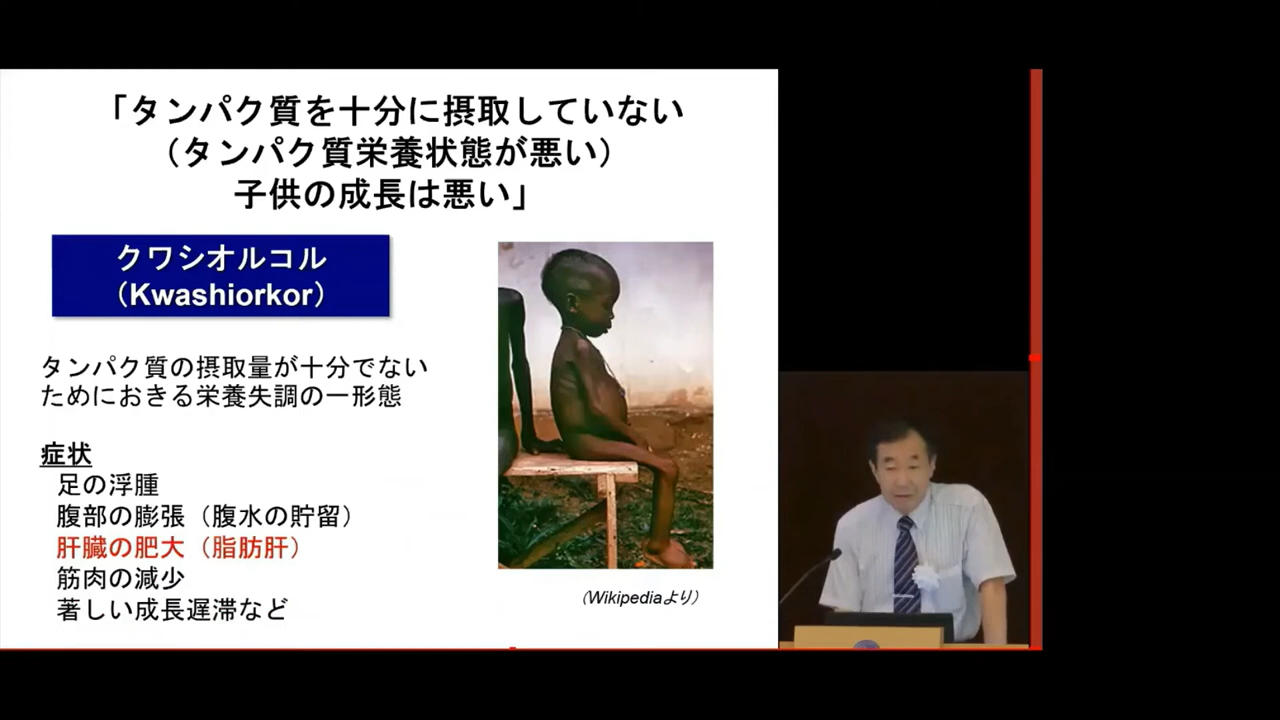 「タンパク質を十分に摂取していない
（タンパク質栄養状態が悪い）
子供の成長は悪い」
クワシオルコル
（Kwashiorkor）
タンパク質の摂取量が十分でない
ためにおきる栄養失調の一形態
症状
足の浮腫
腹部の膨張（腹水の貯留）
肝臓の肥大（脂肪肝）
筋肉の減少
著しい成長遅滞など
（Wikipediaより）